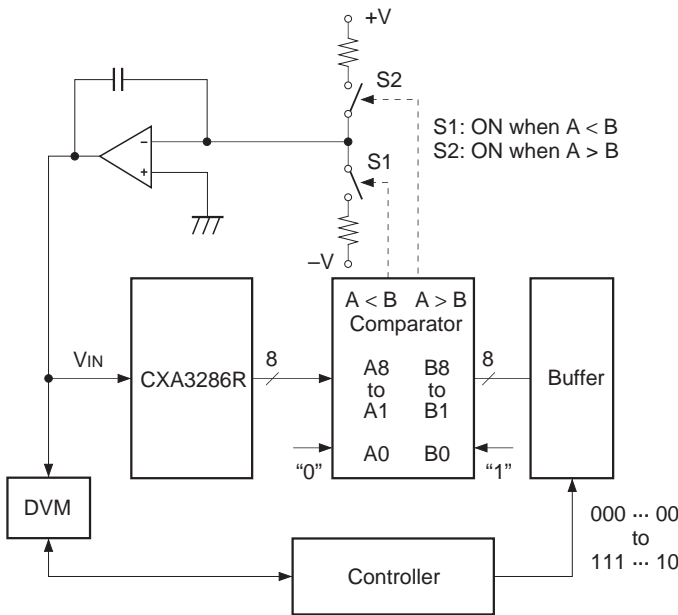 +V
S2
S1: ON when A < B
S2: ON when A > B
–
+
S1
–V
A < B A > B
Comparator
VIN
CXA3286R
8
A8 B8
to to
A1 B1
8
Buffer
"0"
A0 B0
"1"
DVM
000 ··· 00
to
111 ··· 10
Controller